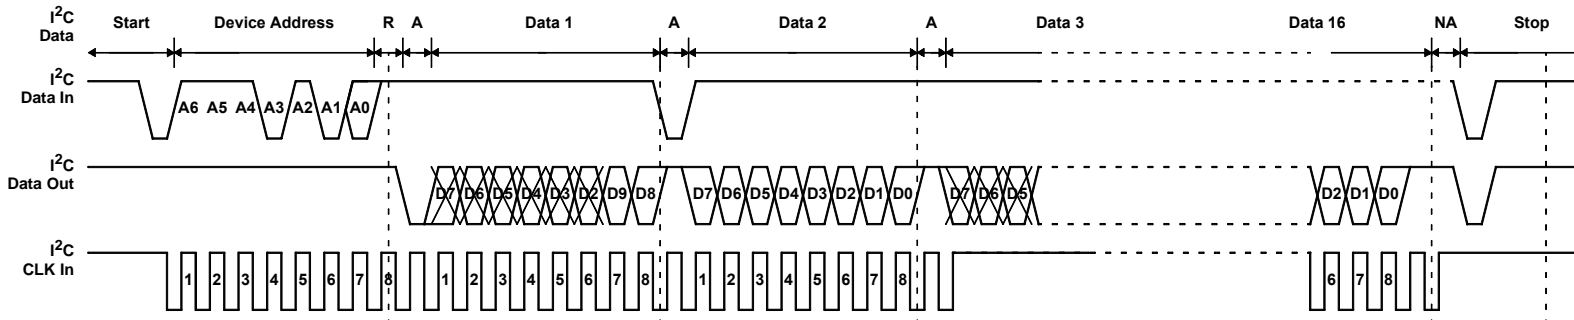 I²C Data
Start Device Address R A Data 1 A Data 2 A Data 3 Data 16 NA Stop
I²C Data In
A6 A5 A4 A3 A2 A1 A0
I²C Data Out
D7 D6 D5 D4 D3 D2 D9 D8 D7 D6 D5 D4 D3 D2 D1 D0 D7 D6 D5 D2 D1 D0
I²C CLK In
1 2 3 4 5 6 7 8 1 2 3 4 5 6 7 8 1 2 3 4 5 6 7 8 6 7 8